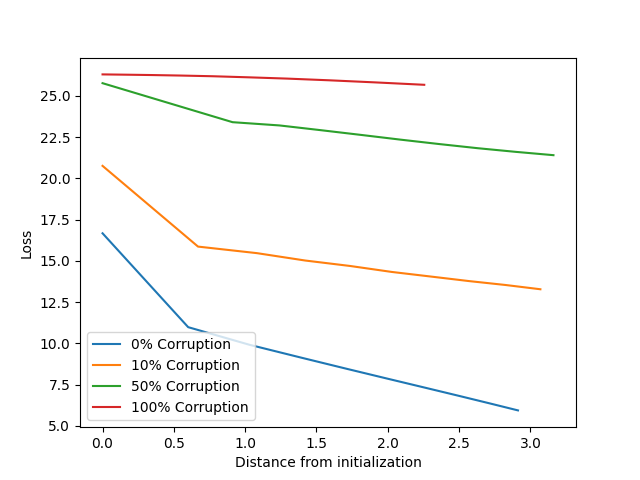 25.0
22.5
20.0
17.5
15.0
12.5
10.0
7.5
5.0
Loss
0% Corruption
10% Corruption
50% Corruption
100% Corruption
0.0 0.5 1.0 1.5 2.0 2.5 3.0
Distance from initialization